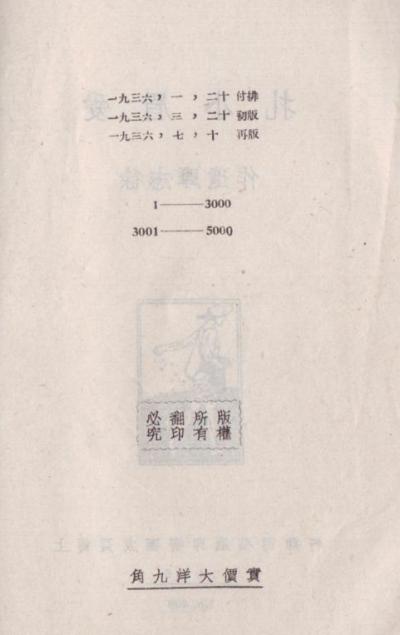 一九三六，一，二十 付排
一九三六，三，二十 初版
一九三六，七，十 再版
1——3000
3001——5000
版權
所有
翻印
必究
實價大洋九角